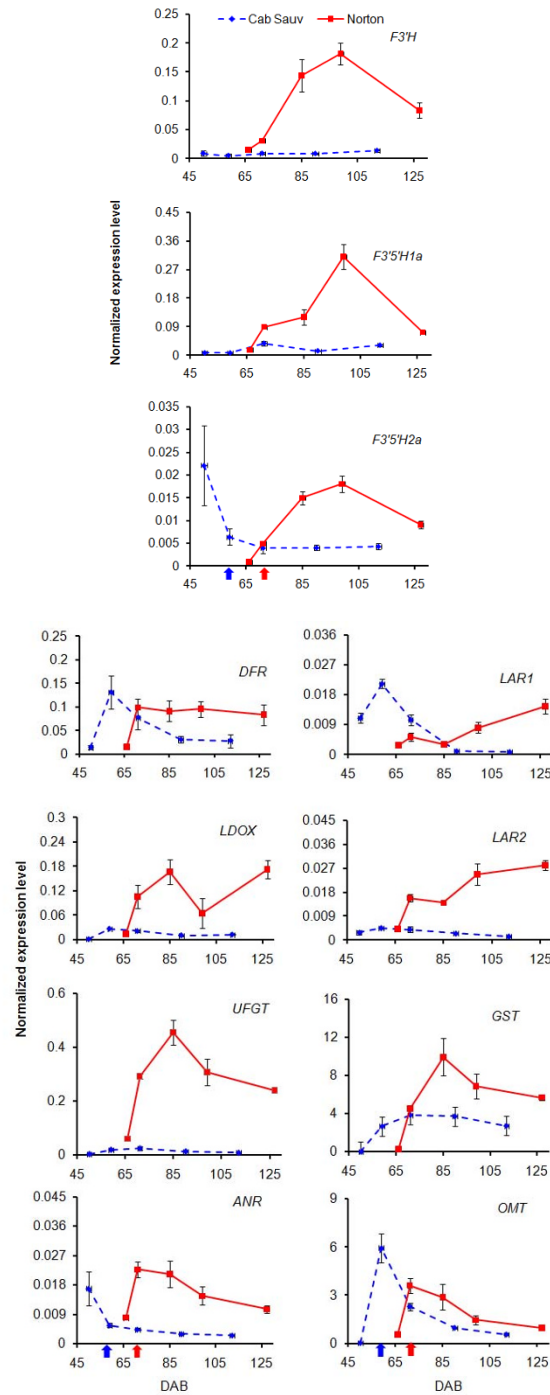 Cab Sauv Norton
F3'H
0.25
0.2
0.15
0.1
0.05
0
45 65 85 105 125
Normalized expression level
F3'5'H1a
0.45
0.36
0.27
0.18
0.09
0
45 65 85 105 125
F3'5'H2a
0.035
0.03
0.025
0.02
0.015
0.01
0.005
0
45 65 85 105 125
DFR
0.25
0.2
0.15
0.1
0.05
0
45 65 85 105 125
LAR1
0.036
0.027
0.018
0.009
0
45 65 85 105 125
Normalized expression level
LDOX
0.3
0.24
0.18
0.12
0.06
0
45 65 85 105 125
LAR2
0.045
0.036
0.027
0.018
0.009
0
45 65 85 105 125
UFGT
0.6
0.4
0.2
0
45 65 85 105 125
GST
16
12
8
4
0
45 65 85 105 125
ANR
0.045
0.036
0.027
0.018
0.009
0
45 65 85 105 125
DAB
OMT
9
6
3
0
45 65 85 105 125
DAB